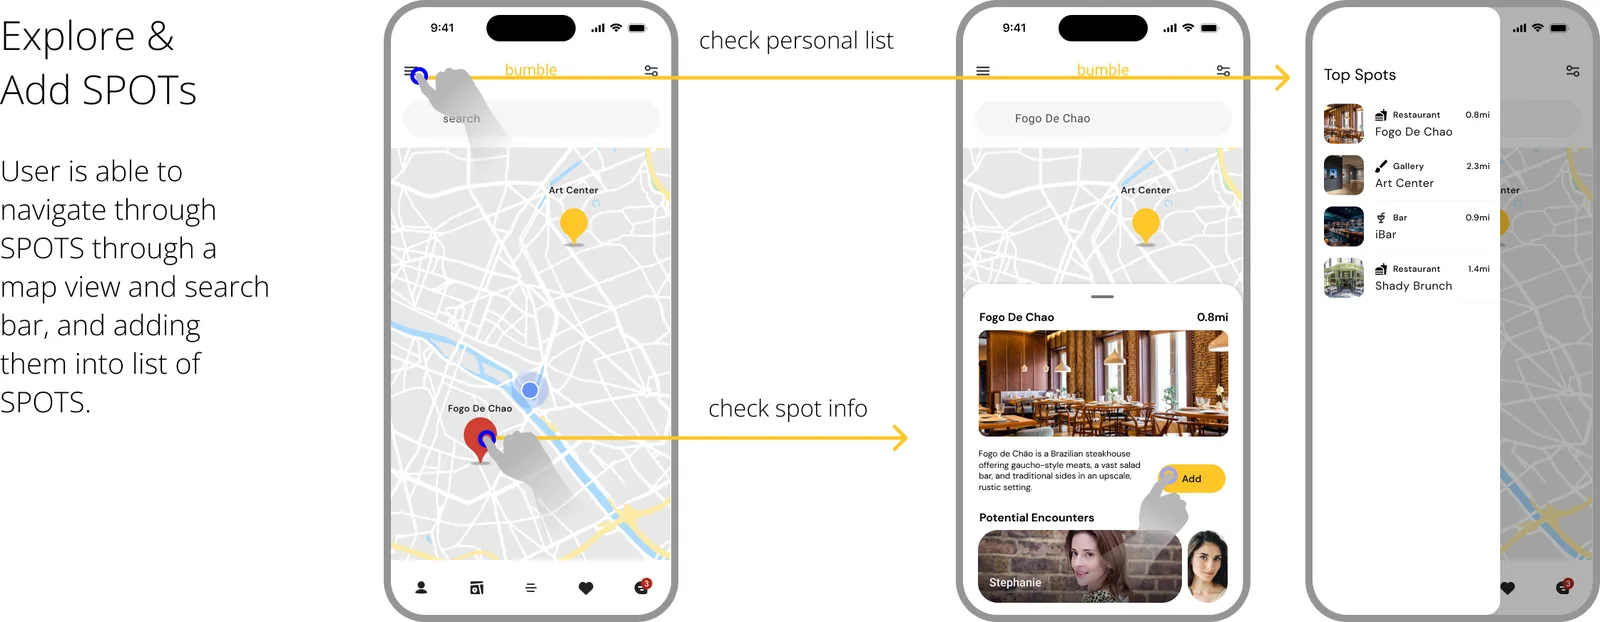 Explore &
Add SPOTs
User is able to
navigate through
SPOTS through a
map view and search
bar, and adding
them into list of
SPOTS.
9:41
bumble
search
Art Center
Fogo De Chao
3
check personal list
check spot info
9:41
bumble
Fogo De Chao
Art Center
Fogo De Chao 0.8mi
Fogo de Chão is a Brazilian steakhouse
offering gaucho-style meats, a vast salad
bar, and traditional sides in an upscale,
rustic setting.
Add
Potential Encounters
Stephanie
Top Spots
Restaurant 0.8mi
Fogo De Chao
Gallery 2.3mi
Art Center
Bar 0.9mi
iBar
Restaurant 1.4mi
Shady Brunch
nter
3